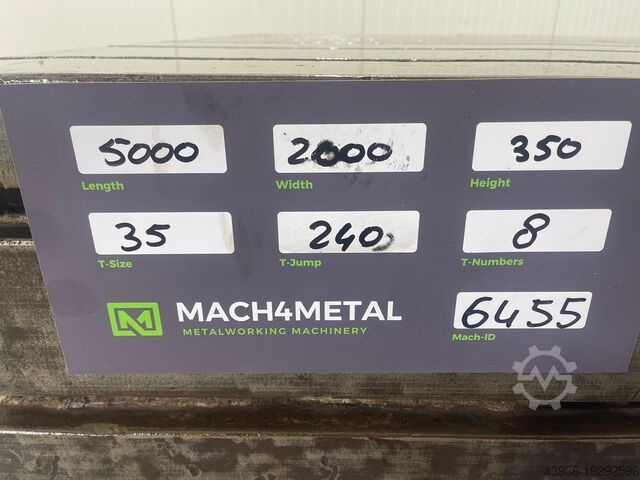 5000 2000 350
Length Width Height
35 240 8
T-Size T-Jump T-Numbers
MACH4METAL
METALWORKING MACHINERY
6455
Mach-ID
43936-19292596